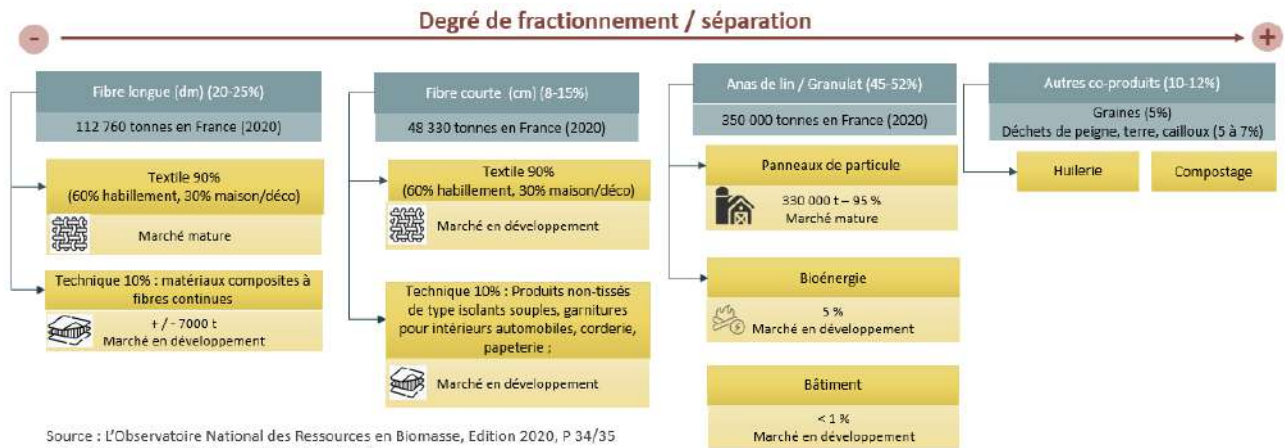 Degré de fractionnement / séparation
-
+
Fibre longue (dm) (20-25%)
112 760 tonnes en France (2020)
Textile 90%
(60% habillement, 30% maison/déco)
Marché mature
Technique 10% : matériaux composites à
fibres continues
+ / - 7000 t
Marché en développement
Fibre courte (cm) (8-15%)
48 330 tonnes en France (2020)
Textile 90%
(60% habillement, 30% maison/déco)
Marché en développement
Technique 10% : Produits non-tissés
de type isolants souples, garnitures
pour intérieurs automobiles, corderie,
papeterie ;
Marché en développement
Anas de lin / Granulat (45-52%)
350 000 tonnes en France (2020)
Panneaux de particule
330 000 t – 95 %
Marché mature
Bioénergie
5 %
Marché en développement
Bâtiment
< 1 %
Marché en développement
Autres co-produits (10-12%)
Graines (5%)
Déchets de peigne, terre, cailloux (5 à 7%)
Huilerie
Compostage
Source : L'Observatoire National des Ressources en Biomasse, Edition 2020, P 34/35